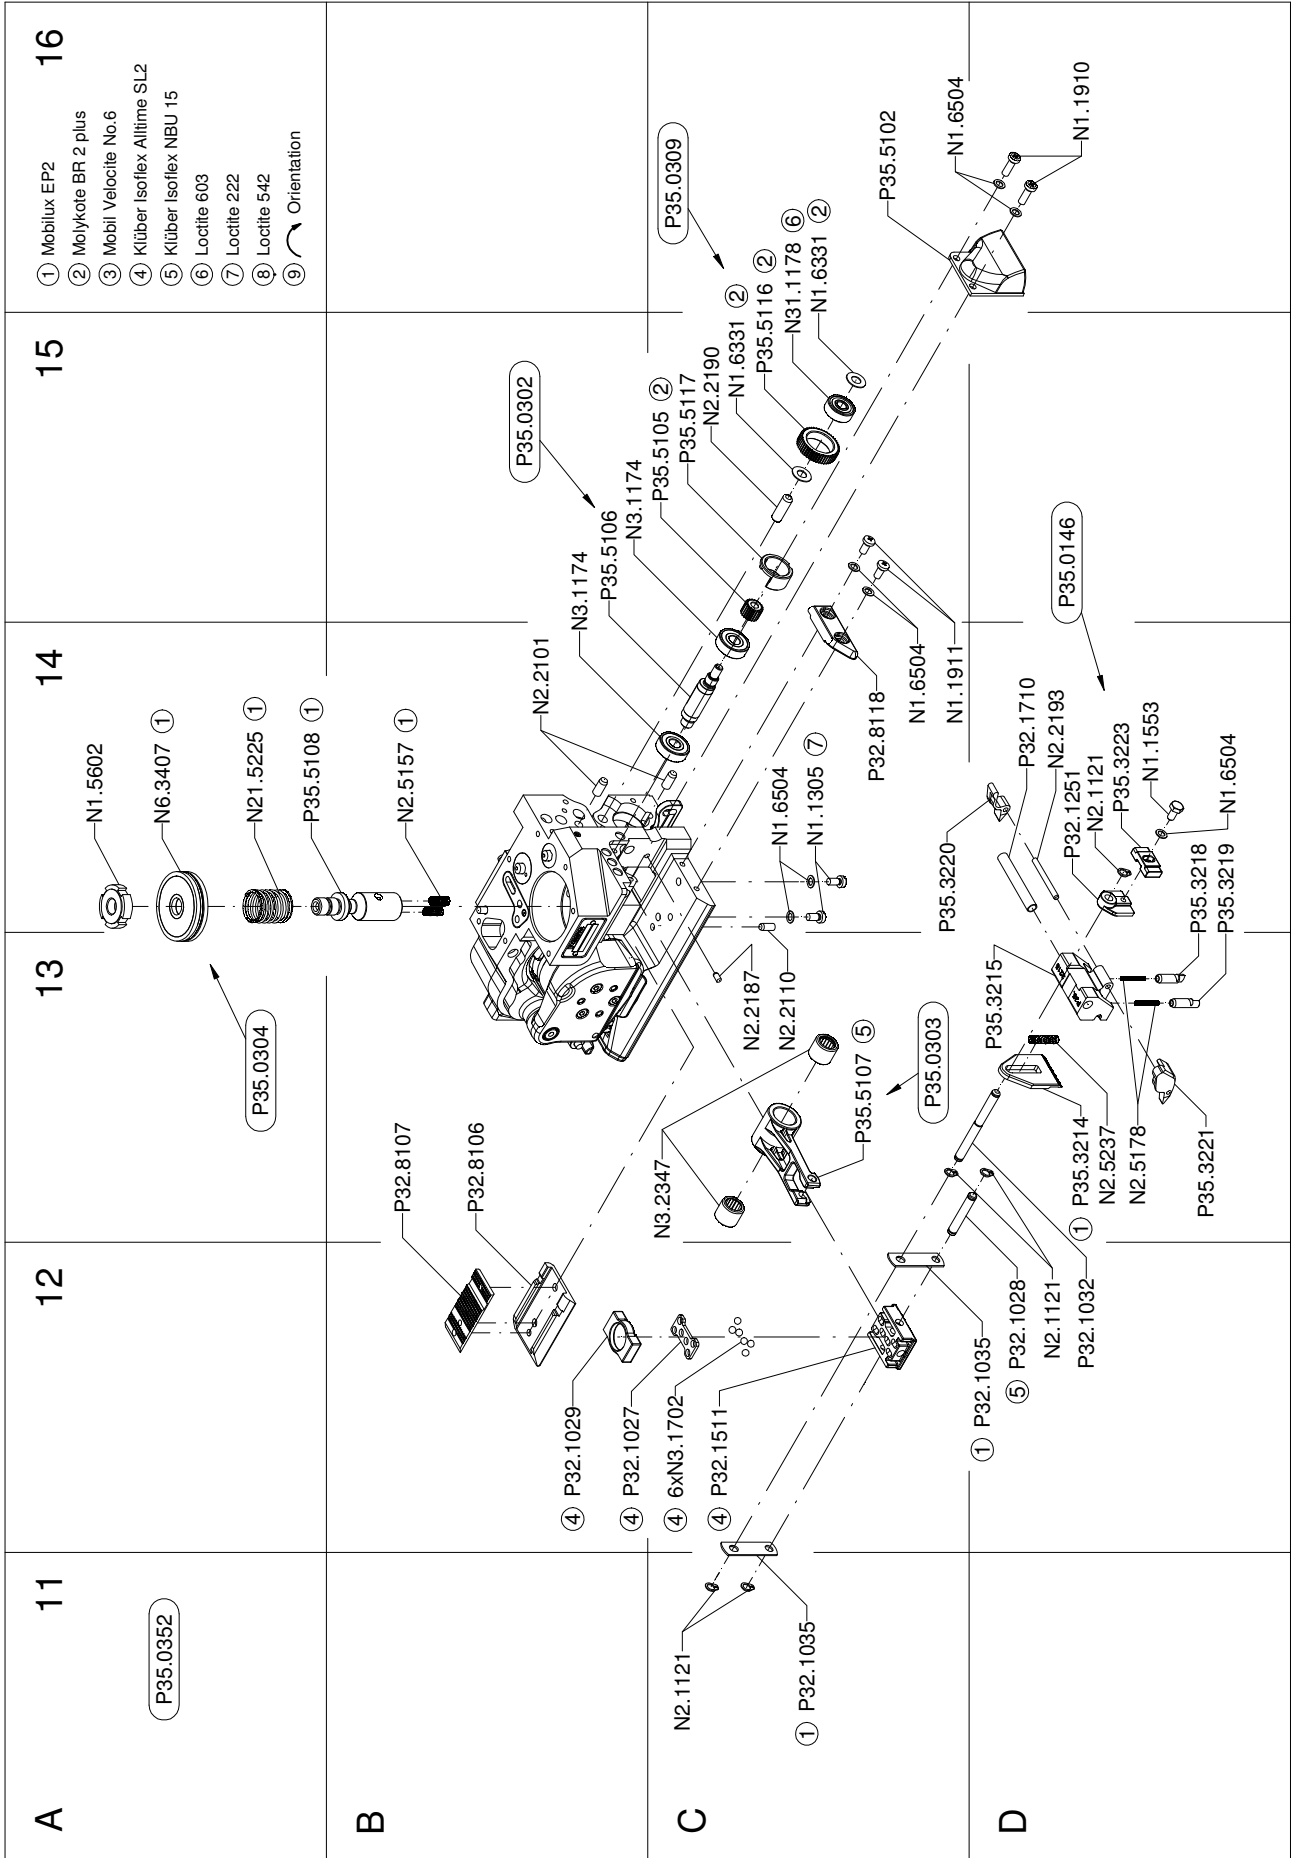 A
B
C
D
11
12
13
14
15
16
① Mobilux EP2
② Molykote BR 2 plus
③ Mobil Velocite No.6
④ Klüber Isoflex Alltime SL2
⑤ Klüber Isoflex NBU 15
⑥ Loctite 603
⑦ Loctite 222
⑧ Loctite 542
⑨ Orientation
P35.0352
P35.0304
N1.5602
N6.3407 ①
N21.5225 ①
P35.5108 ①
N2.5157 ①
P32.8107
P32.8106
④ P32.1029
④ P32.1027
④ 6xN3.1702
④ P32.1511
N2.1121
① P32.1035
N2.2101
N3.1174
P35.5106
N3.1174
P35.5105 ②
P35.5117
N2.2190
N1.6331 ②
P35.5116 ②
N31.1178 ⑥
N1.6331 ②
P35.0302
P35.0309
P35.5102
N1.6504
N1.1910
P32.8118
N1.6504
N1.1911
N1.6504
N1.1305 ⑦
N2.2187
N2.2110
N3.2347
P35.5107 ⑤
P35.0303
① P32.1035
⑤ P32.1028
N2.1121
P32.1032
① P35.3214
N2.5237
N2.5178
P35.3221
P35.3215
P35.3220
P32.1710
N2.2193
P32.1251
N2.1121
P35.3223
N1.1553
N1.6504
P35.3218
P35.3219
P35.0146